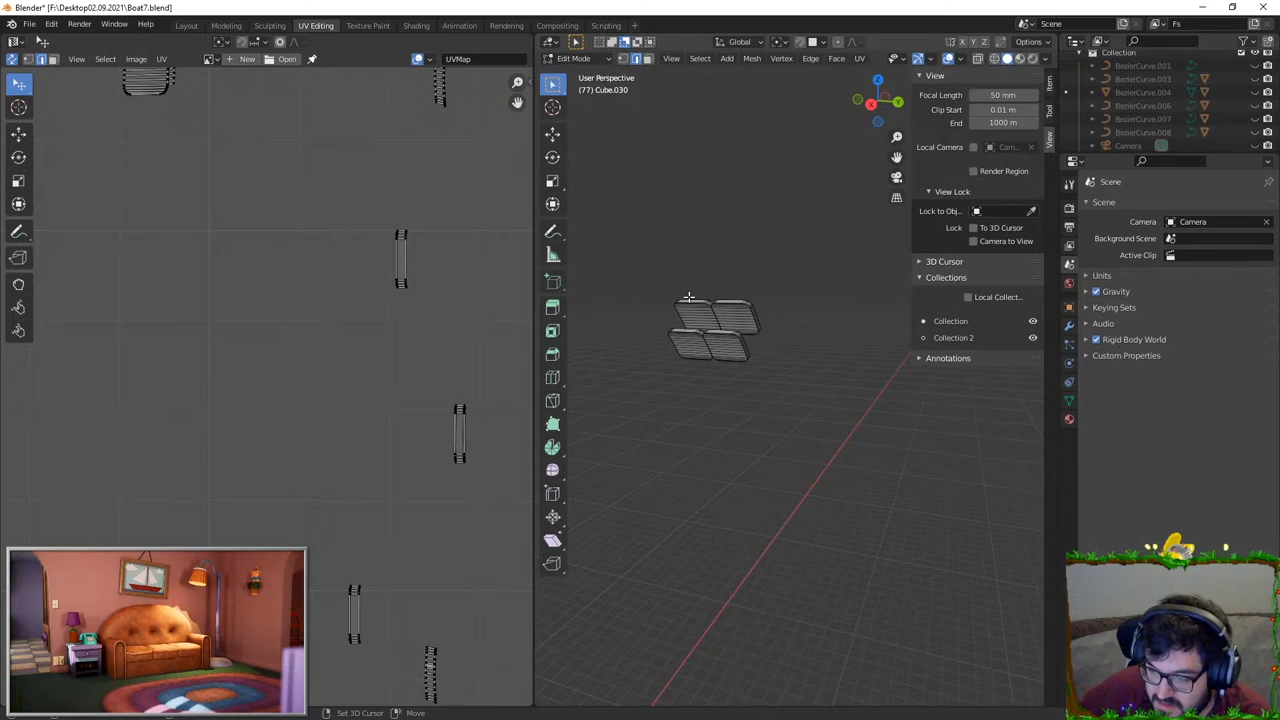 Blender* [F:\Desktop02.09.2021\Boat7.blend]
File Edit Render Window Help
Layout Modeling Sculpting UV Editing Texture Paint Shading Animation Rendering Compositing Scripting
Scene
Fs
Global
Options
View Select Image UV
New
Open
UVMap
Edit Mode
View Select Add Mesh Vertex Edge Face UV
X Y Z
User Perspective
(77) Cube.030
Z
Y
X
View
Focal Length 50 mm
Clip Start 0.01 m
End 1000 m
Local Camera
Cam...
Render Region
View Lock
Lock to Obj...
Lock To 3D Cursor
Camera to View
3D Cursor
Collections
Local Collect...
Collection
Collection 2
Annotations
Item
Tool
View
Collection
BezierCurve.001
BezierCurve.003
BezierCurve.004
BezierCurve.006
BezierCurve.007
BezierCurve.008
Camera
Scene
Scene
Camera Camera
Background Scene
Active Clip
Units
Gravity
Keying Sets
Audio
Rigid Body World
Custom Properties
Set 3D Cursor
Move